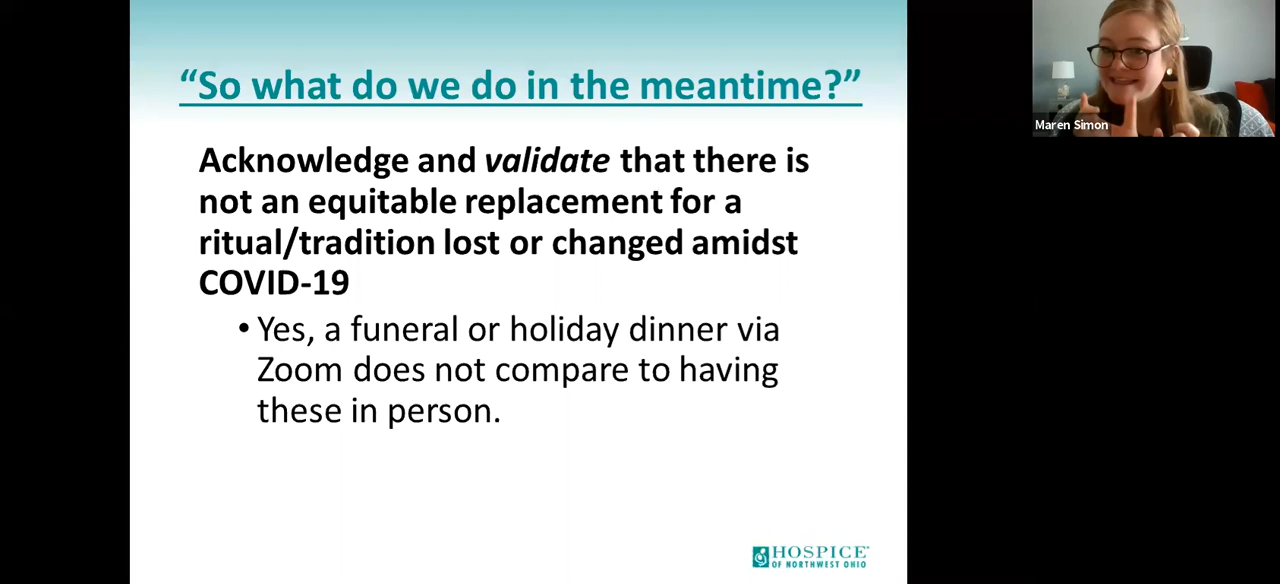 “So what do we do in the meantime?”
Acknowledge and validate that there is
not an equitable replacement for a
ritual/tradition lost or changed amidst
COVID-19
• Yes, a funeral or holiday dinner via
Zoom does not compare to having
these in person.
HOSPICE
OF NORTHWEST OHIO
Maren Simon